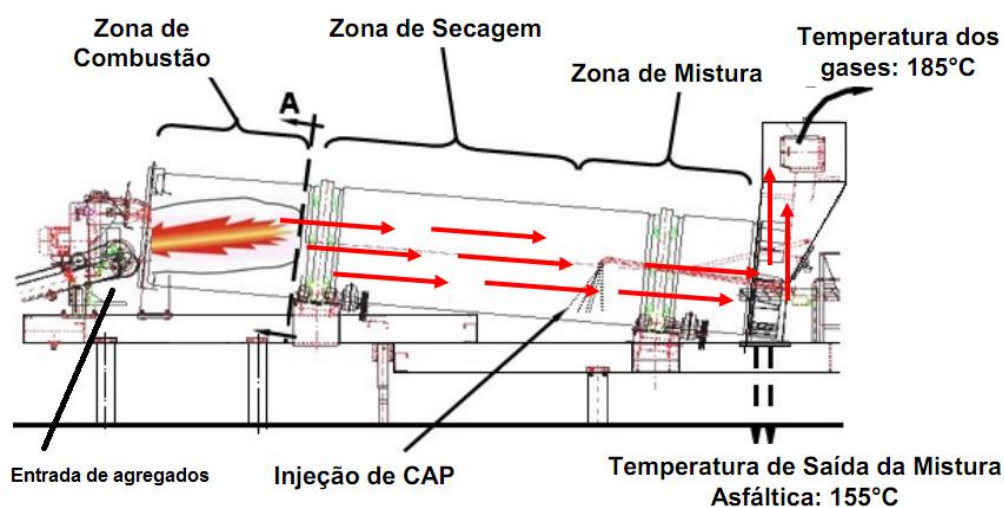 Zona de
Combustão
Zona de Secagem
Zona de Mistura
Temperatura dos
gases: 185°C
A
Entrada de agregados
Injeção de CAP
Temperatura de Saída da Mistura
Asfáltica: 155°C